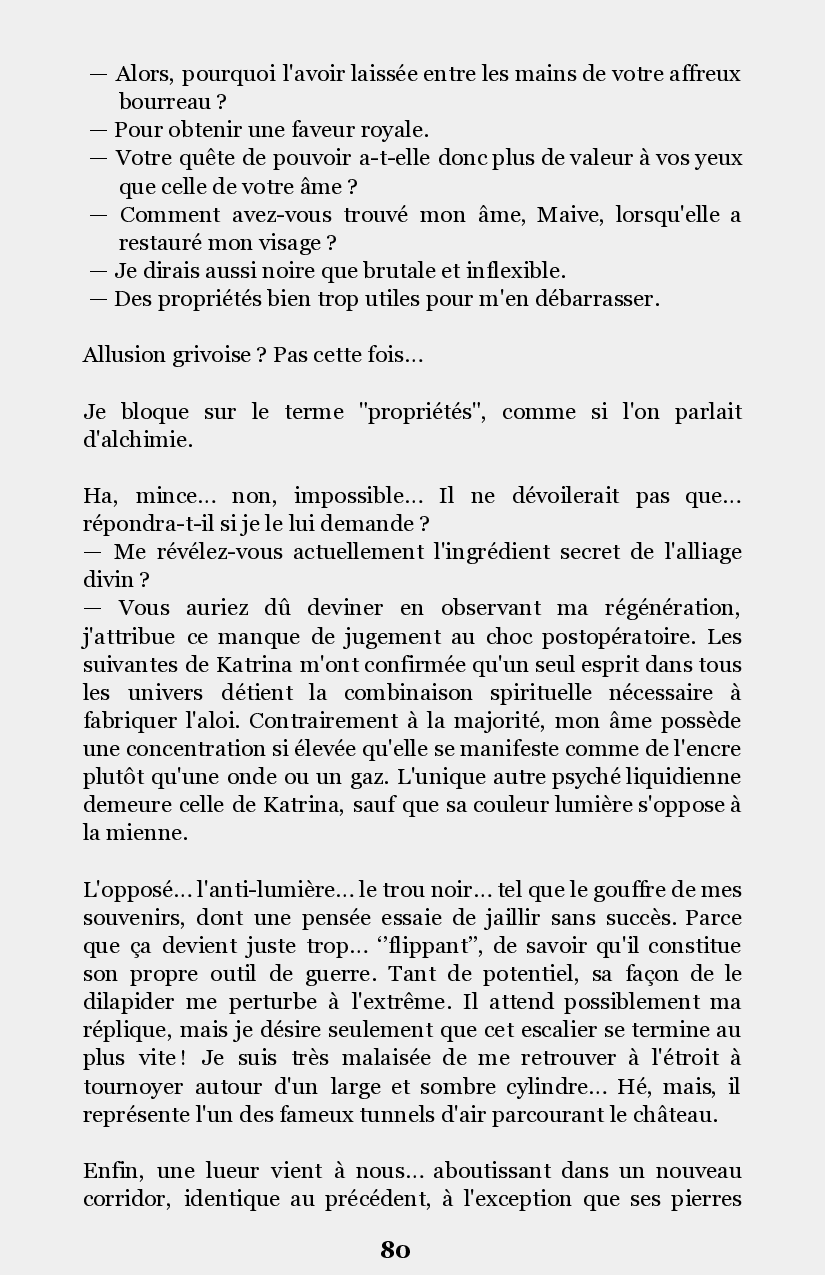 — Alors, pourquoi l'avoir laissée entre les mains de votre affreux
bourreau ?
— Pour obtenir une faveur royale.
— Votre quête de pouvoir a-t-elle donc plus de valeur à vos yeux
que celle de votre âme ?
— Comment avez-vous trouvé mon âme, Maive, lorsqu'elle a
restauré mon visage ?
— Je dirais aussi noire que brutale et inflexible.
— Des propriétés bien trop utiles pour m'en débarrasser.
Allusion grivoise ? Pas cette fois...
Je bloque sur le terme "propriétés", comme si l'on parlait
d'alchimie.
Ha, mince... non, impossible... Il ne dévoilerait pas que...
répondra-t-il si je le lui demande ?
— Me révélez-vous actuellement l'ingrédient secret de l'alliage
divin ?
— Vous auriez dû deviner en observant ma régénération,
j'attribue ce manque de jugement au choc postopératoire. Les
suivantes de Katrina m'ont confirmée qu'un seul esprit dans tous
les univers détient la combinaison spirituelle nécessaire à
fabriquer l'aloi. Contrairement à la majorité, mon âme possède
une concentration si élevée qu'elle se manifeste comme de l'encre
plutôt qu'une onde ou un gaz. L'unique autre psyché liquidienne
demeure celle de Katrina, sauf que sa couleur lumière s'oppose à
la mienne.
L'opposé... l'anti-lumière... le trou noir... tel que le gouffre de mes
souvenirs, dont une pensée essaie de jaillir sans succès. Parce
que ça devient juste trop... ‘’flippant’’, de savoir qu'il constitue
son propre outil de guerre. Tant de potentiel, sa façon de le
dilapider me perturbe à l'extrême. Il attend possiblement ma
réplique, mais je désire seulement que cet escalier se termine au
plus vite ! Je suis très malaisée de me retrouver à l'étroit à
tournoyer autour d'un large et sombre cylindre... Hé, mais, il
représente l'un des fameux tunnels d'air parcourant le château.
Enfin, une lueur vient à nous... aboutissant dans un nouveau
corridor, identique au précédent, à l'exception que ses pierres
80